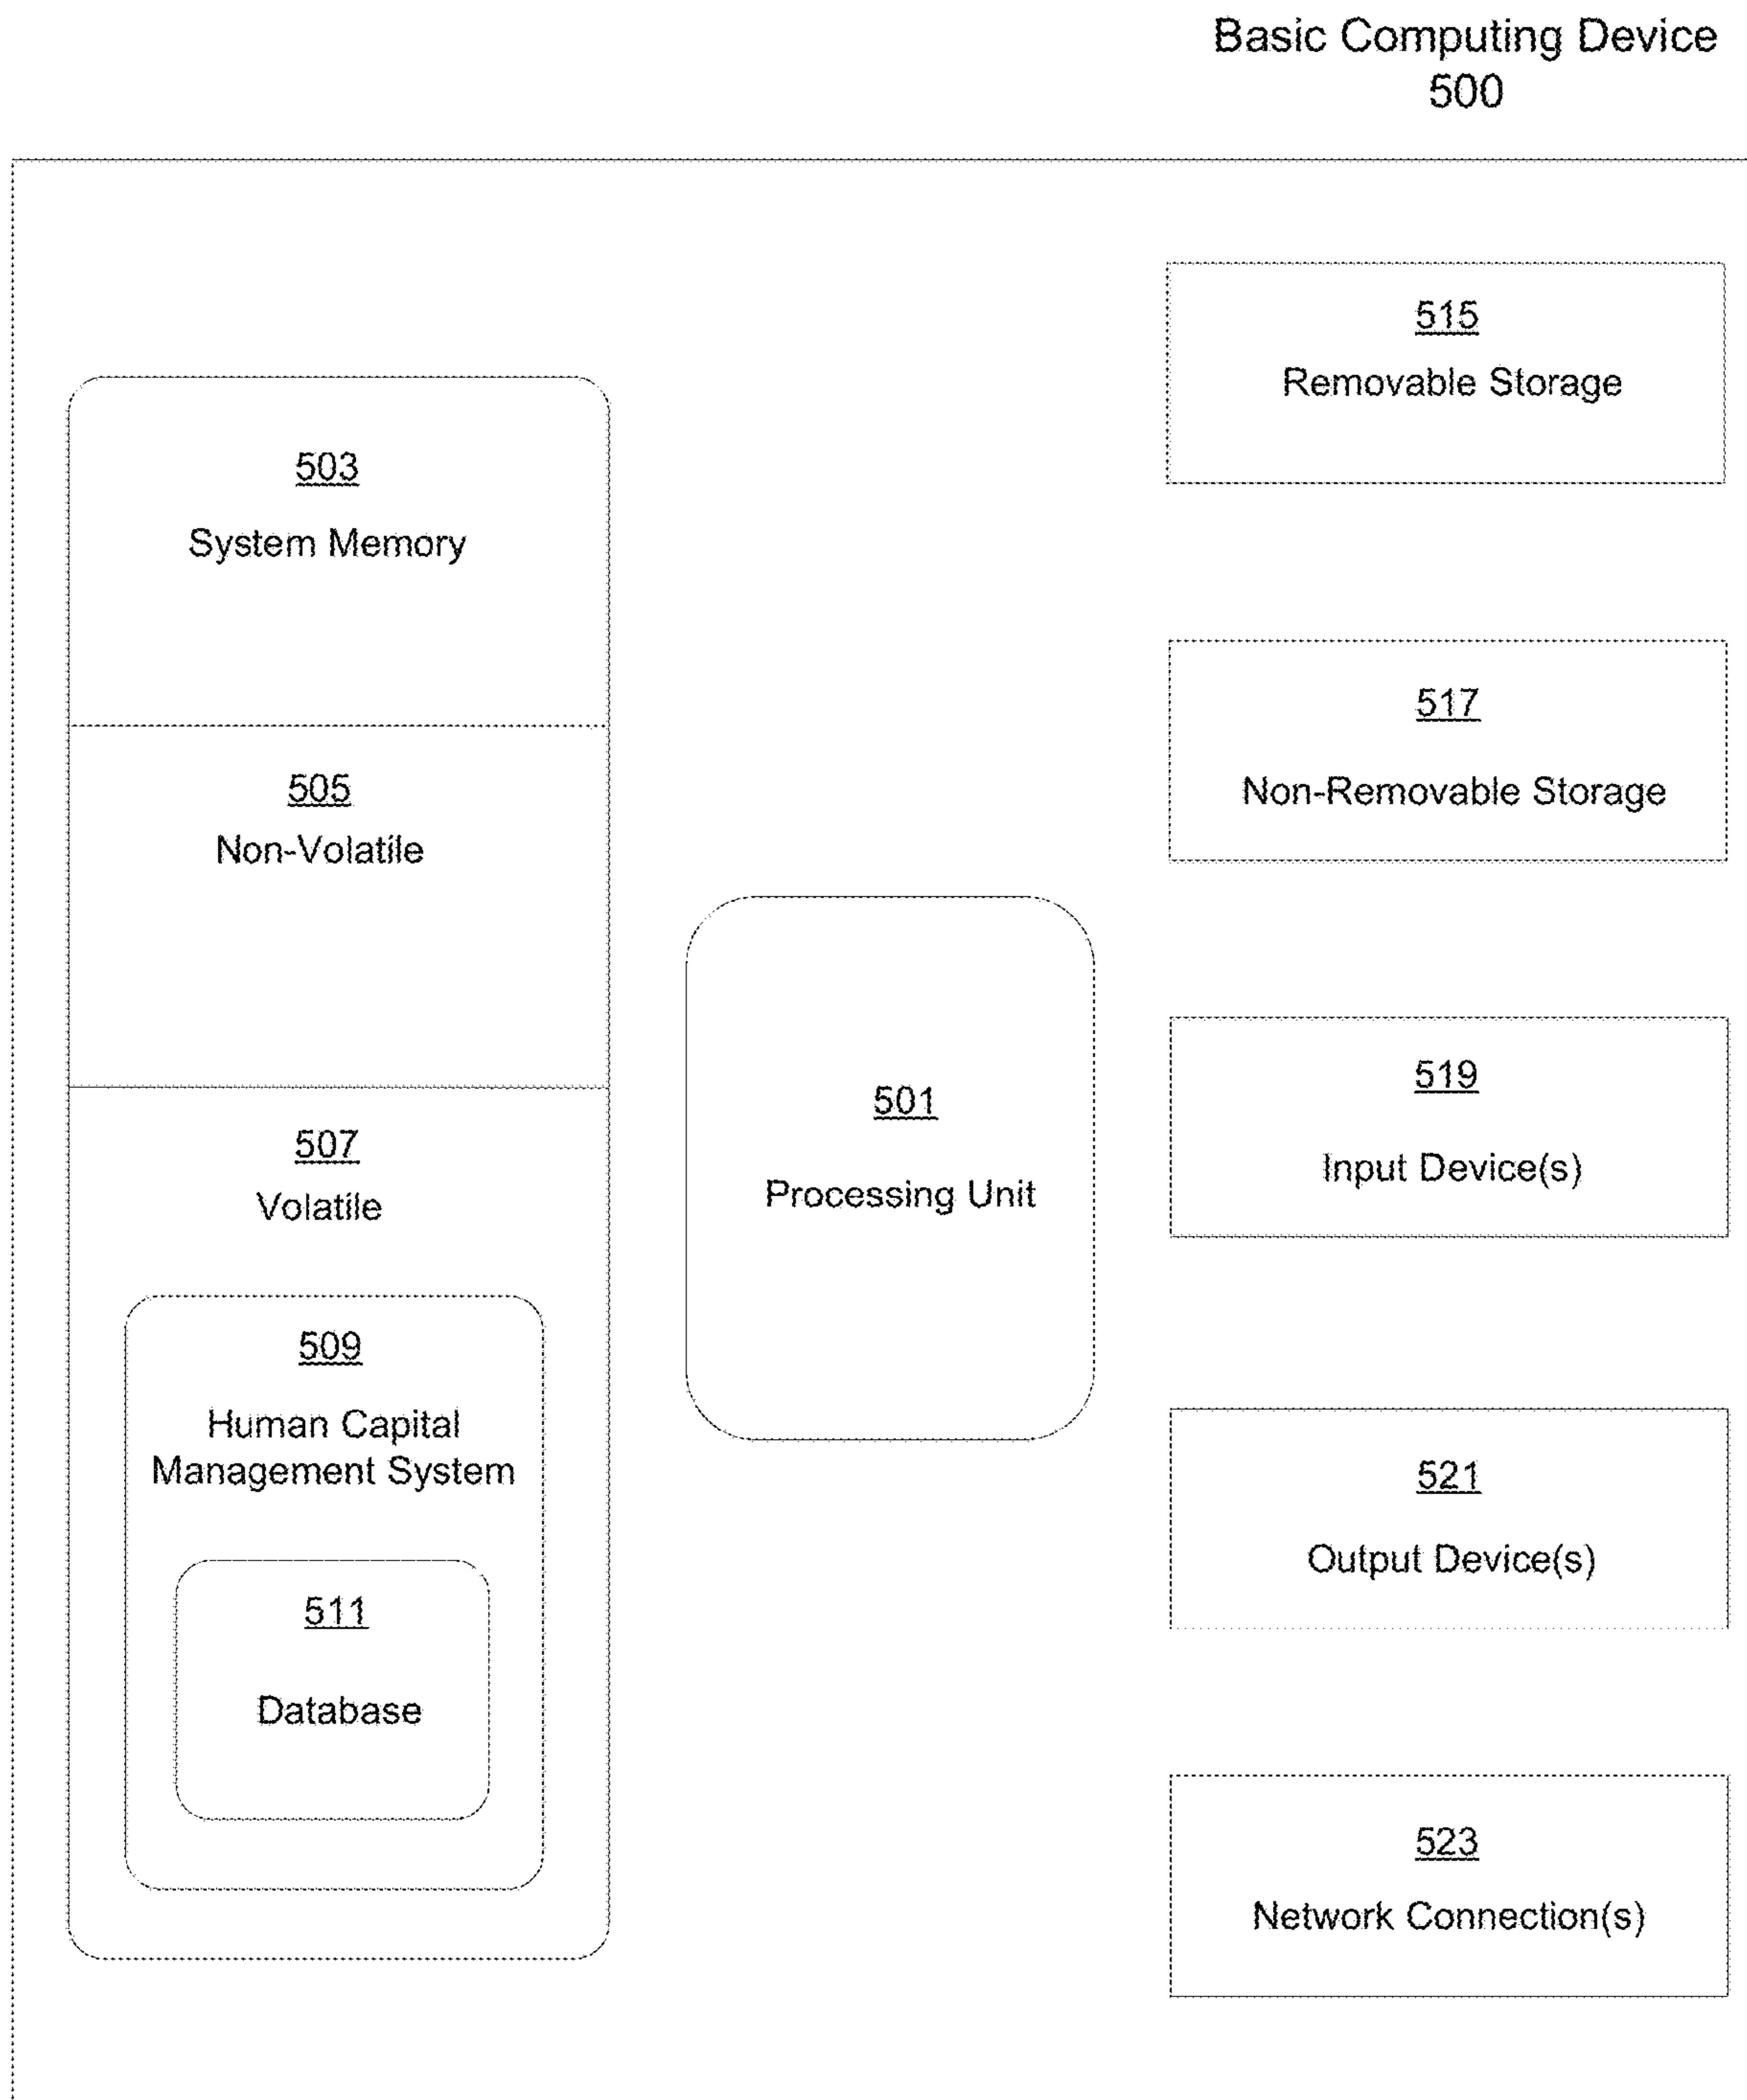 Basic Computing Device
500
503
System Memory
505
Non-Volatile
507
Volatile
509
Human Capital
Management System
511
Database
501
Processing Unit
515
Removable Storage
517
Non-Removable Storage
519
Input Device(s)
521
Output Device(s)
523
Network Connection(s)